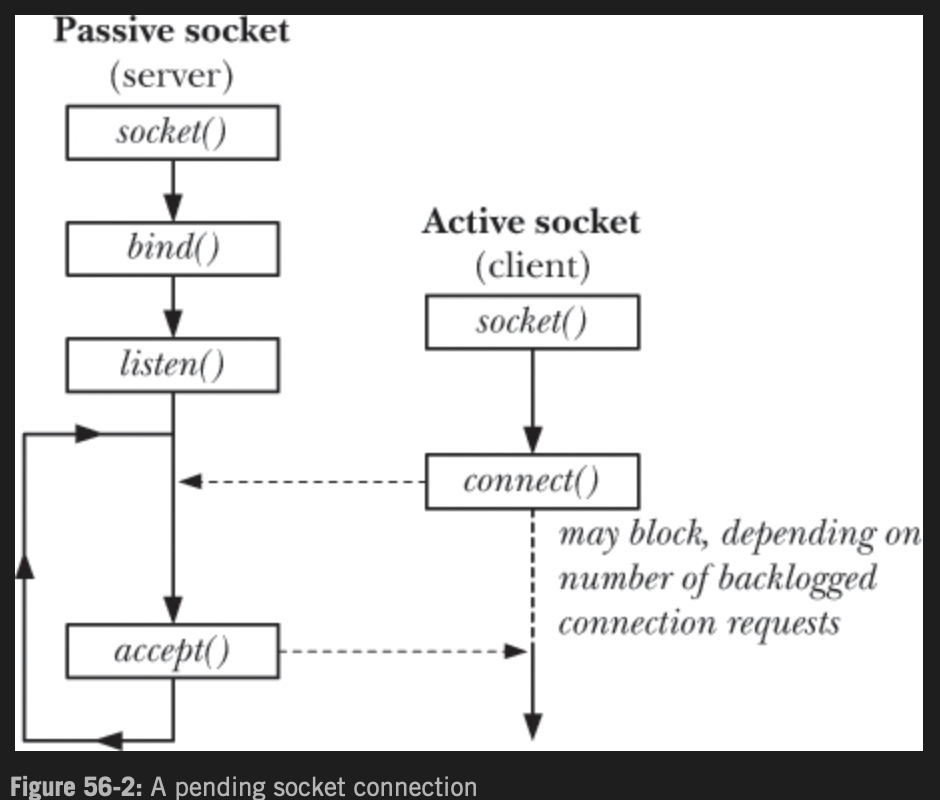 Passive socket
(server)
socket()
bind()
listen()
accept()
Active socket
(client)
socket()
connect()
may block, depending on
number of backlogged
connection requests
Figure 56-2: A pending socket connection